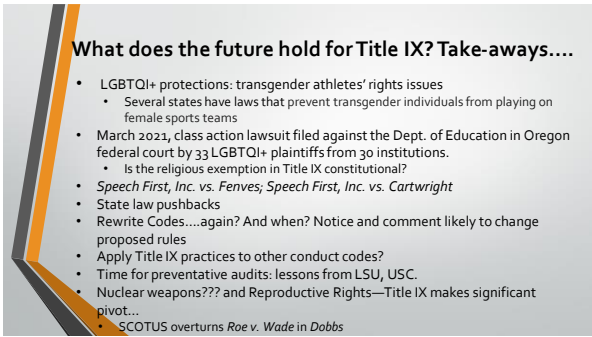 What does the future hold for Title IX? Take-aways….
• LGBTQI+ protections: transgender athletes’ rights issues
• Several states have laws that prevent transgender individuals from playing on
female sports teams
• March 2021, class action lawsuit filed against the Dept. of Education in Oregon
federal court by 33 LGBTQI+ plaintiffs from 30 institutions.
• Is the religious exemption in Title IX constitutional?
• Speech First, Inc. vs. Fenves; Speech First, Inc. vs. Cartwright
• State law pushbacks
• Rewrite Codes….again? And when? Notice and comment likely to change
proposed rules
• Apply Title IX practices to other conduct codes?
• Time for preventative audits: lessons from LSU, USC.
• Nuclear weapons??? and Reproductive Rights—Title IX makes significant
pivot…
• SCOTUS overturns Roe v. Wade in Dobbs